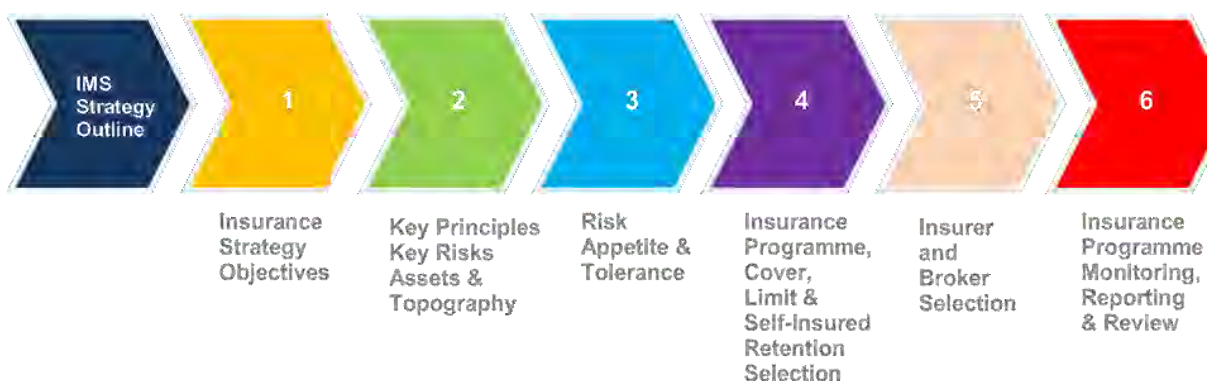 IMS
Strategy
Outline
1
2
3
4
5
6
Insurance
Strategy
Objectives
Key Principles
Key Risks
Assets &
Topography
Risk
Appetite &
Tolerance
Insurance
Programme,
Cover,
Limit &
Self-Insured
Retention
Selection
Insurer
and
Broker
Selection
Insurance
Programme
Monitoring,
Reporting
& Review